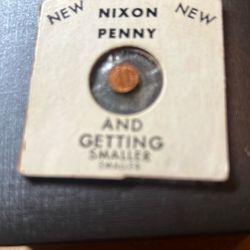 NEW NIXON NEW
PENNY
AND
GETTING
SMALLER
SMALLER